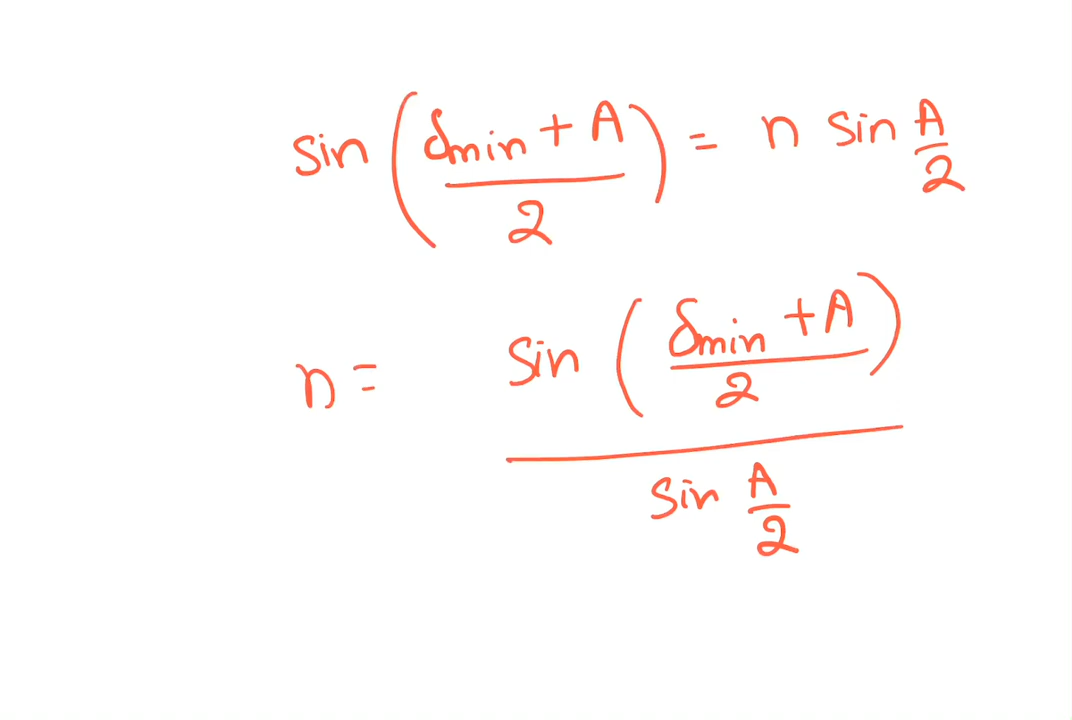 sin (δmin + A / 2) = n sin A/2
n = sin (δmin + A / 2) / sin A/2